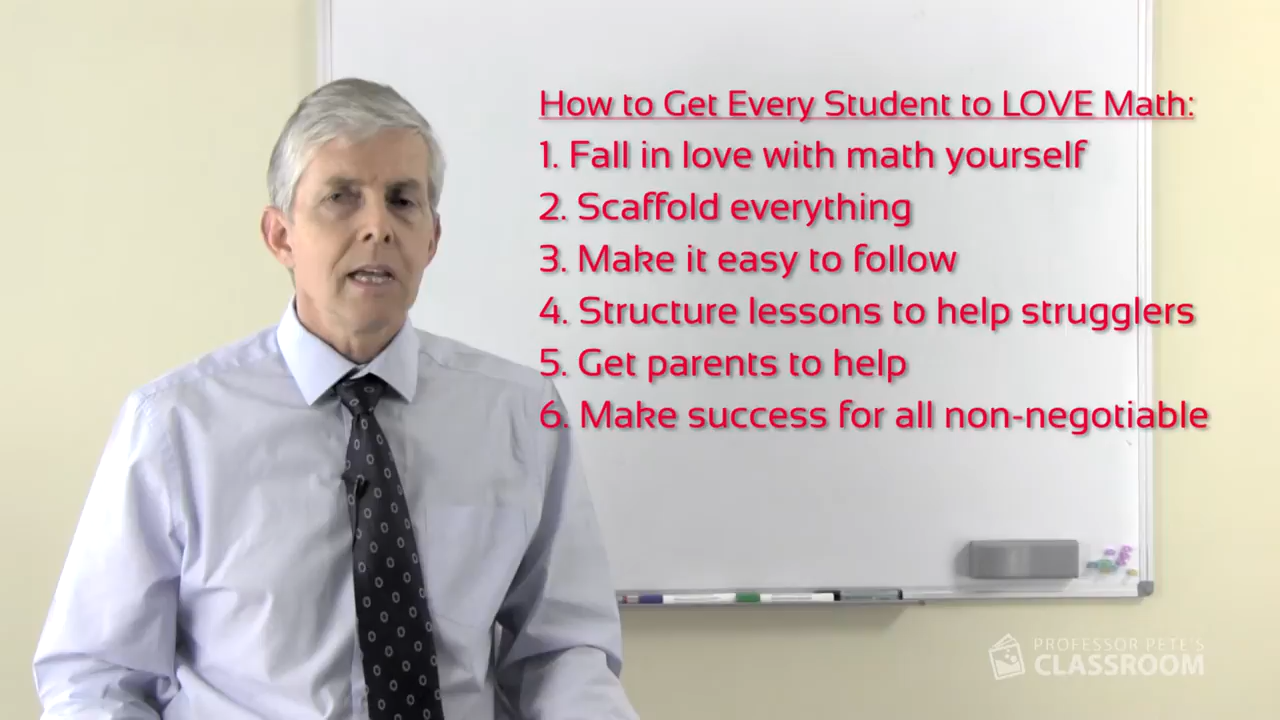 How to Get Every Student to LOVE Math:
1. Fall in love with math yourself
2. Scaffold everything
3. Make it easy to follow
4. Structure lessons to help strugglers
5. Get parents to help
6. Make success for all non-negotiable
PROFESSOR PETE'S
CLASSROOM